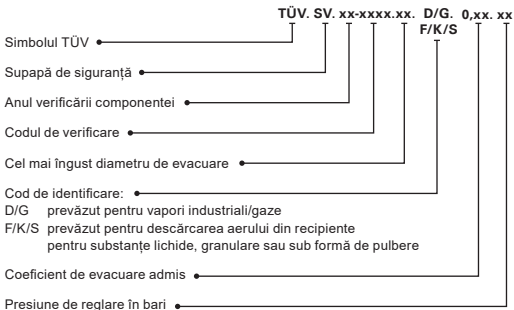 TÜV. SV. xx-xxxx.xx. D/G. 0,xx. xx
F/K/S
Simbolul TÜV
Supapă de siguranță
Anul verificării componentei
Codul de verificare
Cel mai îngust diametru de evacuare
Cod de identificare:
D/G prevăzut pentru vapori industriali/gaze
F/K/S prevăzut pentru descărcarea aerului din recipiente
pentru substanțe lichide, granulare sau sub formă de pulbere
Coeficient de evacuare admis
Presiune de reglare în bari